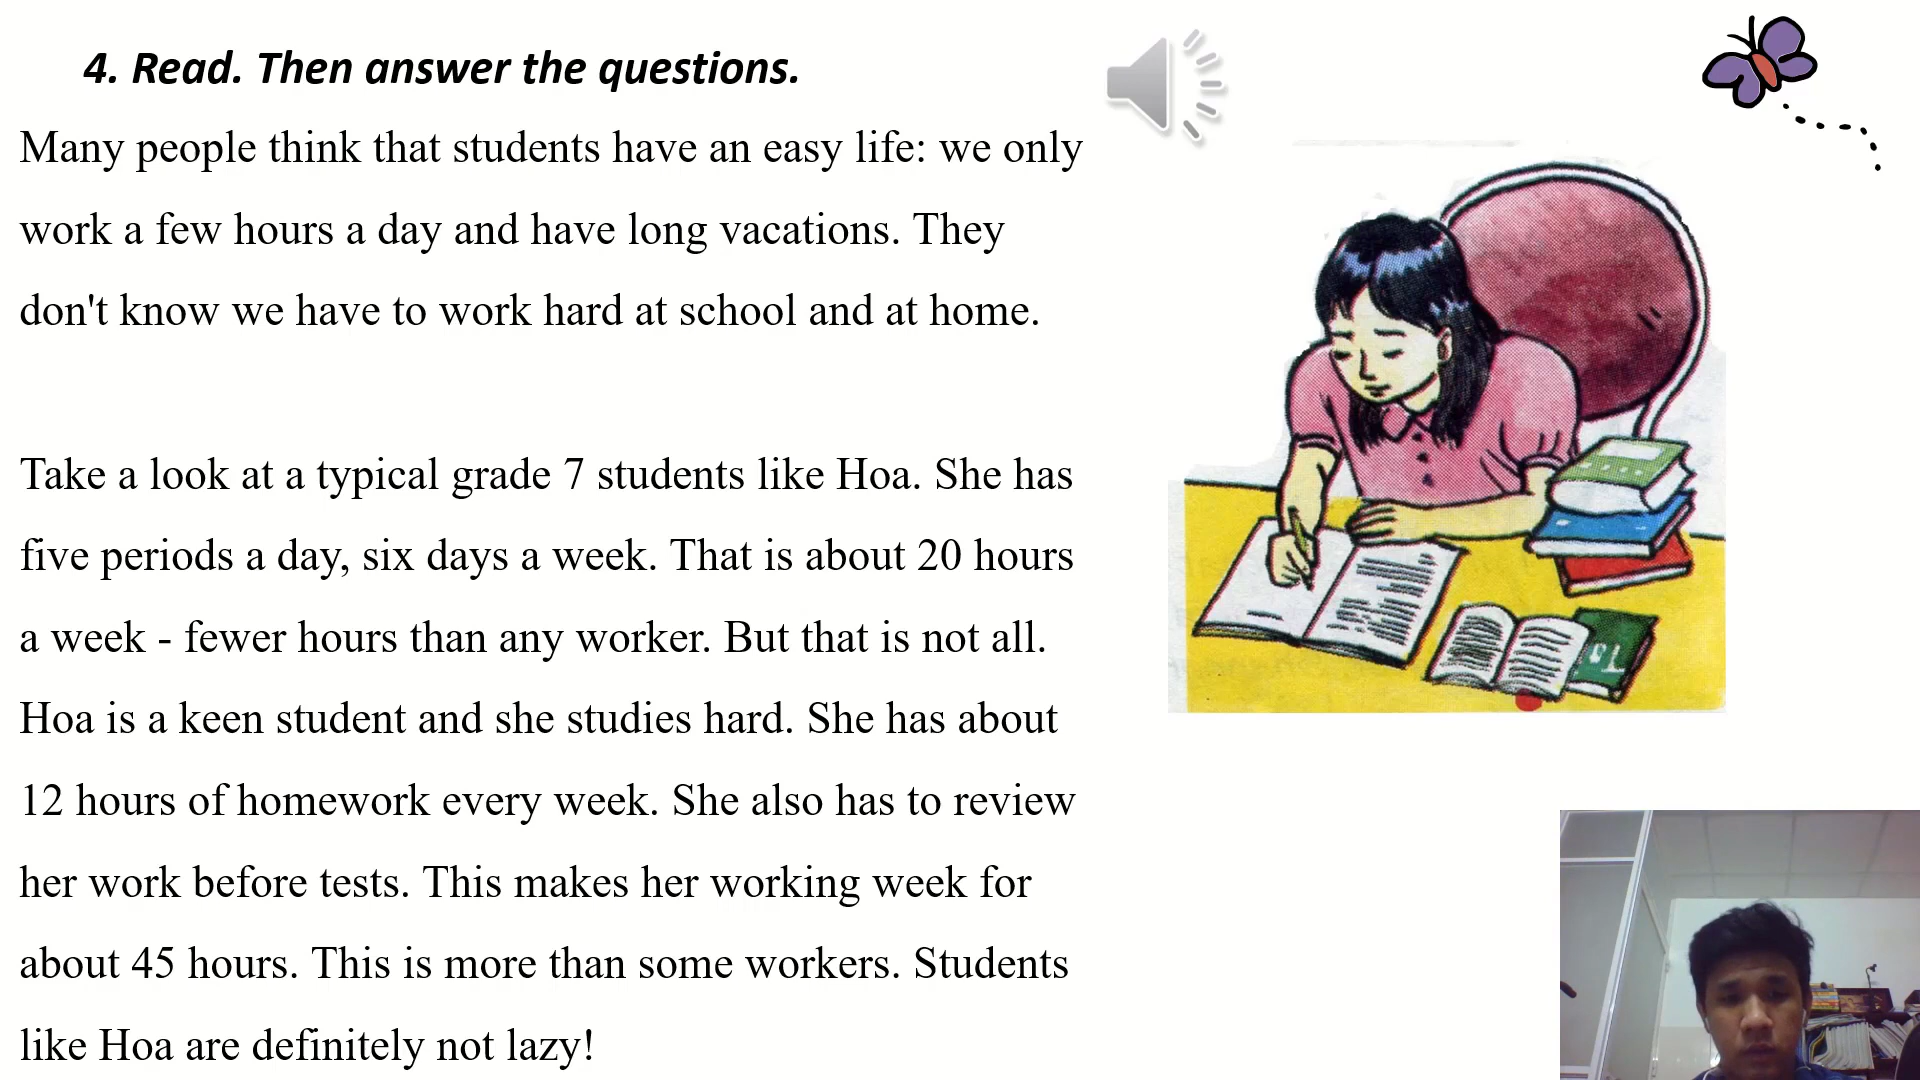 4. Read. Then answer the questions.
Many people think that students have an easy life: we only
work a few hours a day and have long vacations. They
don't know we have to work hard at school and at home.
Take a look at a typical grade 7 students like Hoa. She has
five periods a day, six days a week. That is about 20 hours
a week - fewer hours than any worker. But that is not all.
Hoa is a keen student and she studies hard. She has about
12 hours of homework every week. She also has to review
her work before tests. This makes her working week for
about 45 hours. This is more than some workers. Students
like Hoa are definitely not lazy!